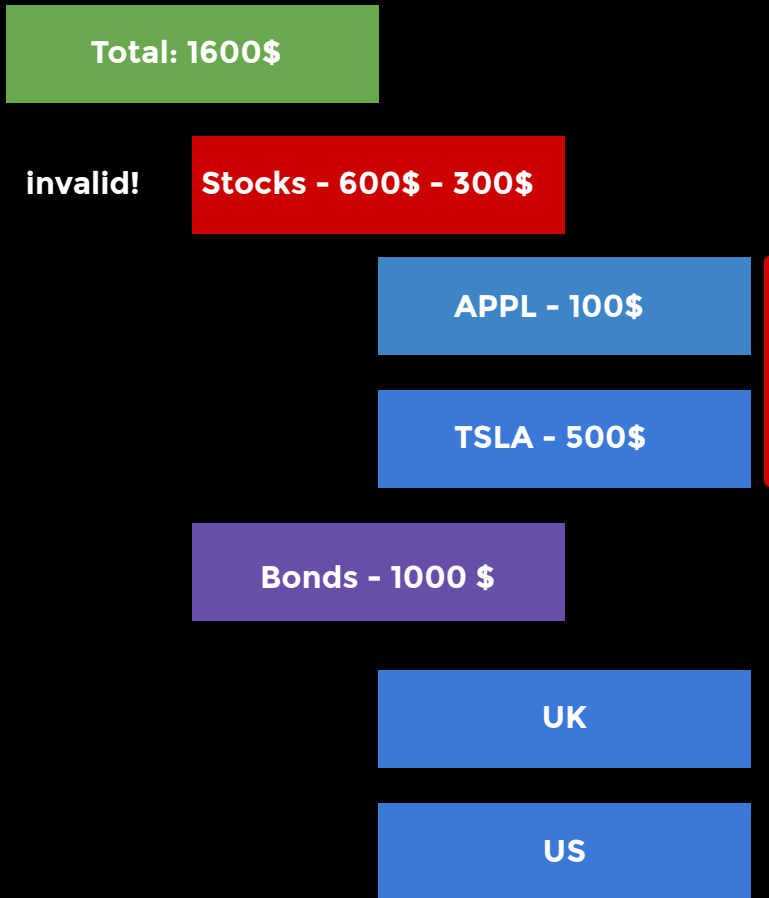 Total: 1600$
invalid!
Stocks - 600$ - 300$
APPL - 100$
TSLA - 500$
Bonds - 1000 $
UK
US